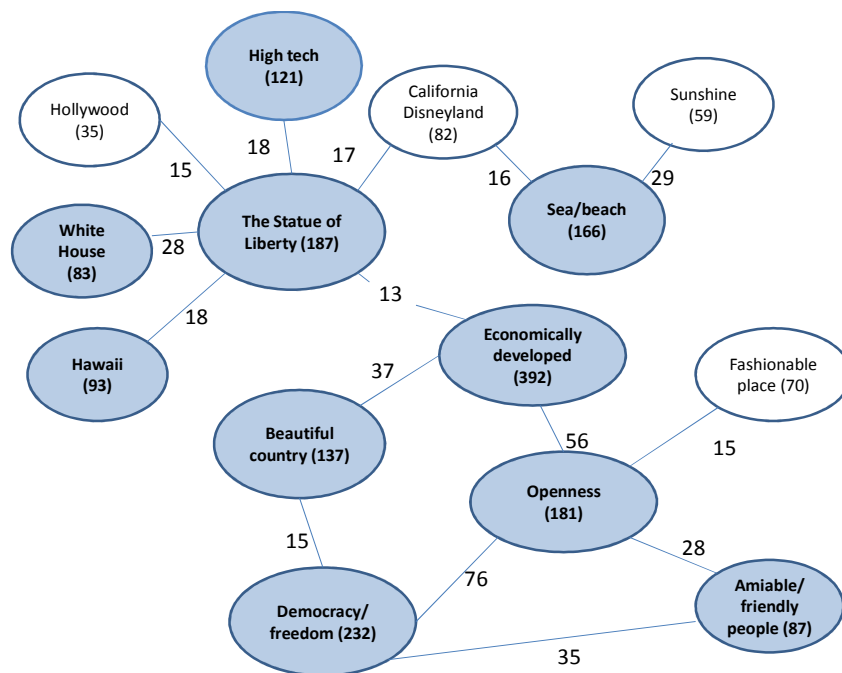 High tech
(121)
Hollywood
(35)
California
Disneyland
(82)
Sunshine
(59)
18
17
15
16
29
White
House
(83)
28
The Statue of
Liberty (187)
Sea/beach
(166)
13
18
Hawaii
(93)
Economically
developed
(392)
37
Fashionable
place (70)
Beautiful
country (137)
56
15
Openness
(181)
15
76
28
Democracy/
freedom (232)
Amiable/
friendly
people (87)
35